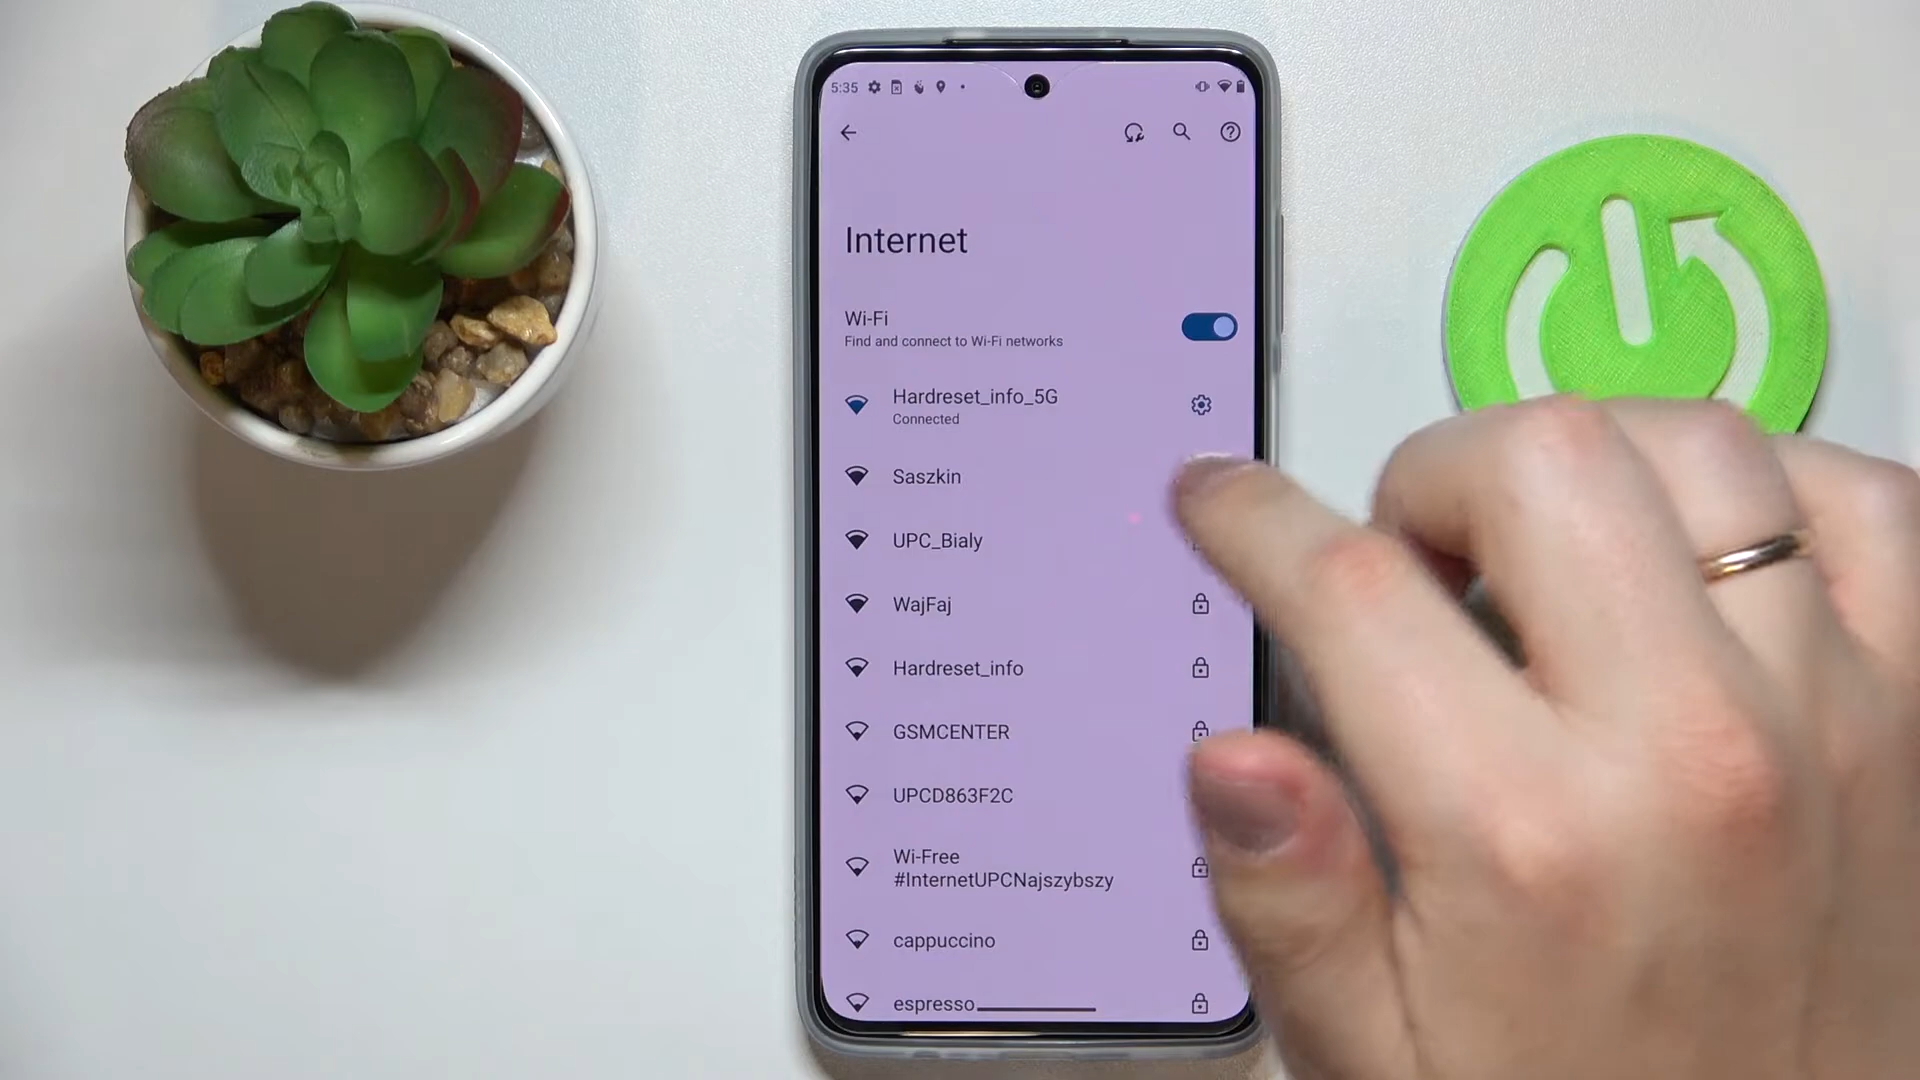 5:35
Internet
Wi-Fi
Find and connect to Wi-Fi networks
Hardreset_info_5G
Connected
Saszkin
UPC_Bialy
WajFaj
Hardreset_info
GSMCENTER
UPCD863F2C
Wi-Free
#InternetUPCNajszybszy
cappuccino
espresso